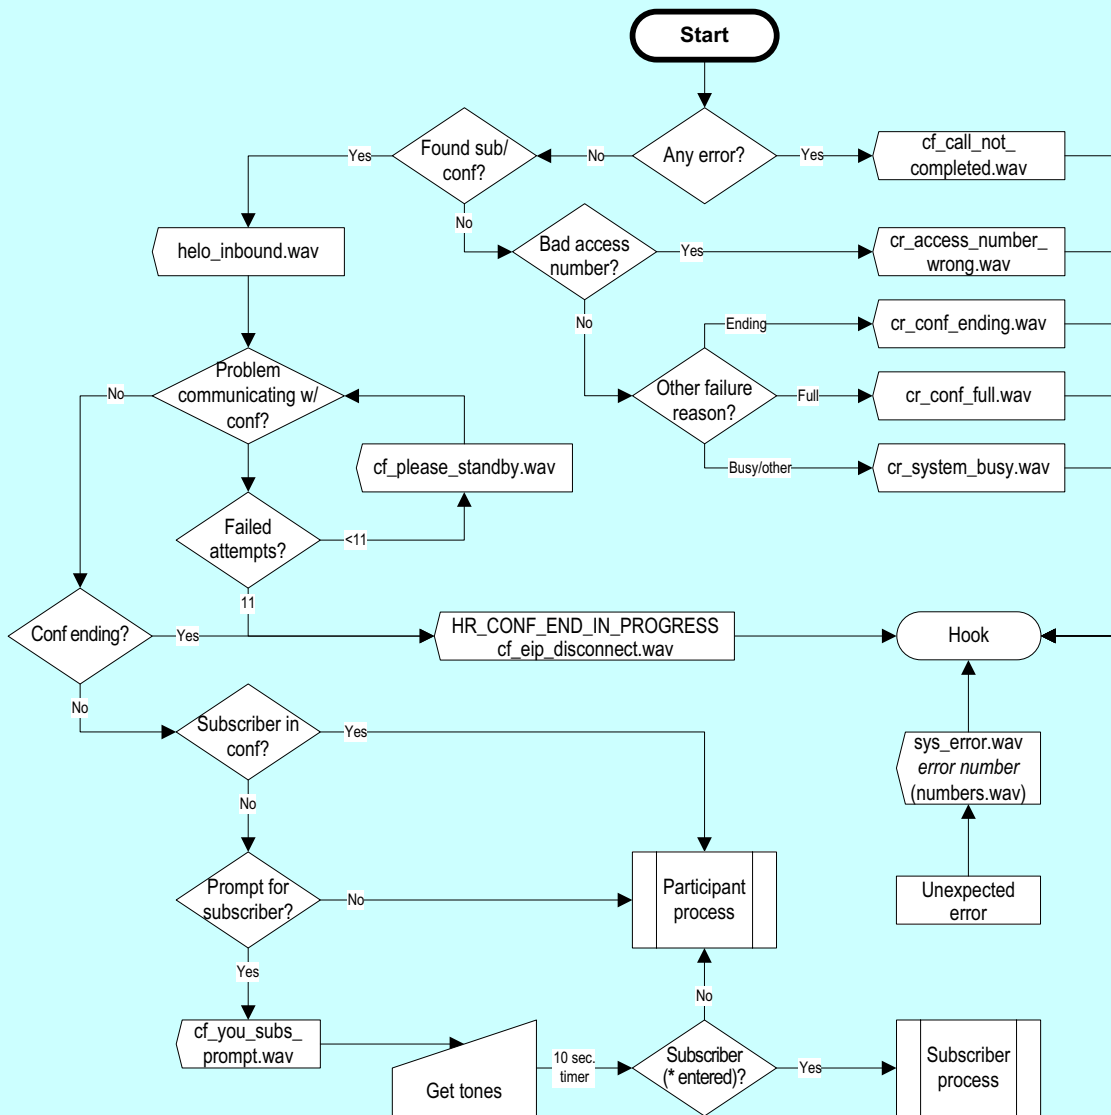 Start
Any error?
Yes
cf_call_not_
completed.wav
No
Found sub/
conf?
Yes
No
helo_inbound.wav
Bad access
number?
Yes
cr_access_number_
wrong.wav
No
Other failure
reason?
Ending
cr_conf_ending.wav
Full
cr_conf_full.wav
Busy/other
cr_system_busy.wav
Problem
communicating w/
conf?
No
cf_please_standby.wav
Failed
attempts?
<11
11
Conf ending?
Yes
HR_CONF_END_IN_PROGRESS
cf_eip_disconnect.wav
Hook
No
Subscriber in
conf?
Yes
No
sys_error.wav
error number
(numbers.wav)
Unexpected
error
Prompt for
subscriber?
No
Participant
process
Yes
cf_you_subs_
prompt.wav
Get tones
10 sec.
timer
No
Subscriber
(* entered)?
Yes
Subscriber
process